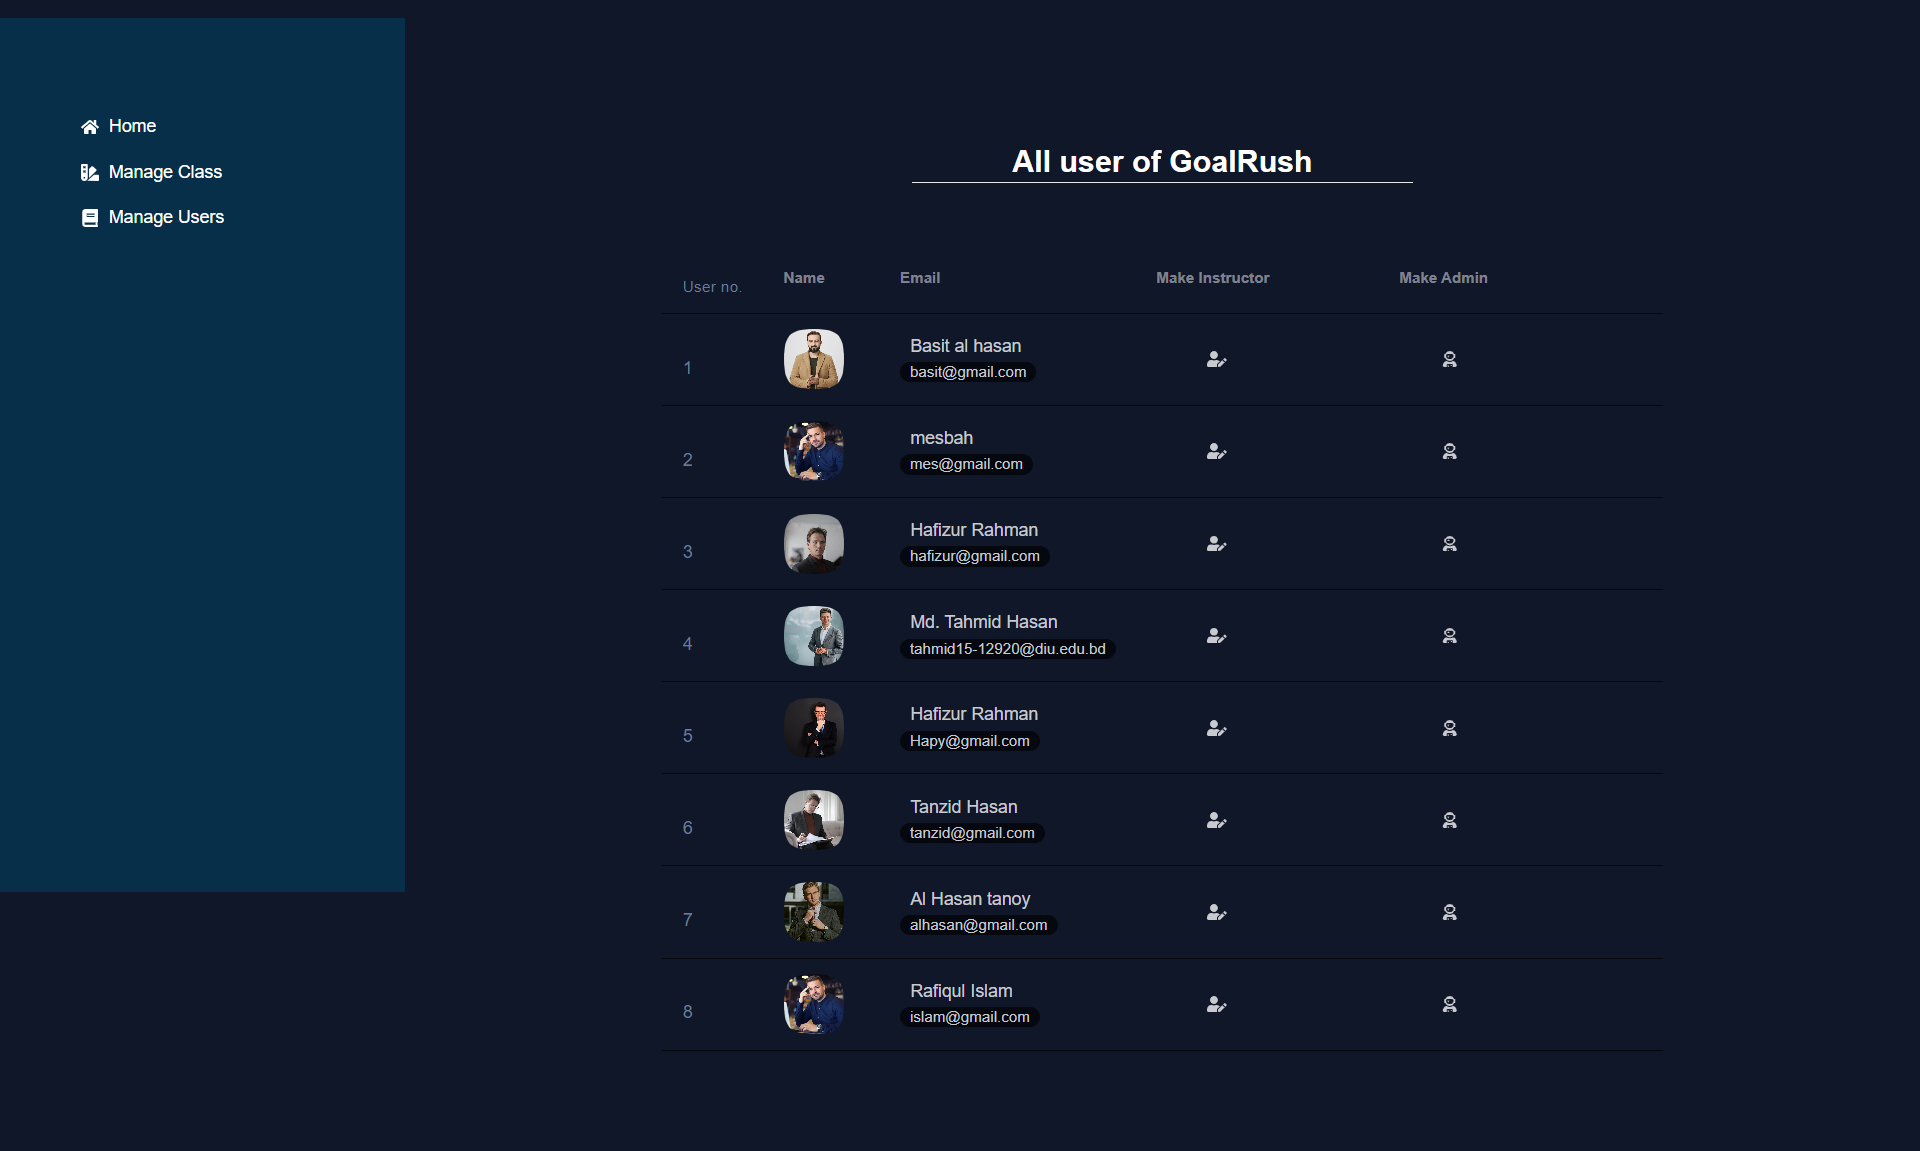 Home
Manage Class
Manage Users
All user of GoalRush
User no. Name Email Make Instructor Make Admin
1 Basit al hasan
basit@gmail.com
2 mesbah
mes@gmail.com
3 Hafizur Rahman
hafizur@gmail.com
4 Md. Tahmid Hasan
tahmid15-12920@diu.edu.bd
5 Hafizur Rahman
Hapy@gmail.com
6 Tanzid Hasan
tanzid@gmail.com
7 Al Hasan tanoy
alhasan@gmail.com
8 Rafiqul Islam
islam@gmail.com